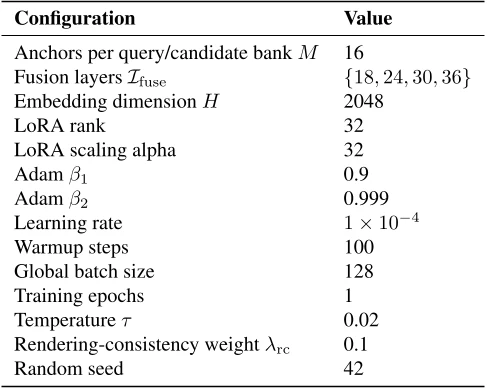 Configuration Value
Anchors per query/candidate bank M 16
Fusion layers I_fuse {18, 24, 30, 36}
Embedding dimension H 2048
LoRA rank 32
LoRA scaling alpha 32
Adam β₁ 0.9
Adam β₂ 0.999
Learning rate 1 × 10⁻⁴
Warmup steps 100
Global batch size 128
Training epochs 1
Temperature τ 0.02
Rendering-consistency weight λ_rc 0.1
Random seed 42